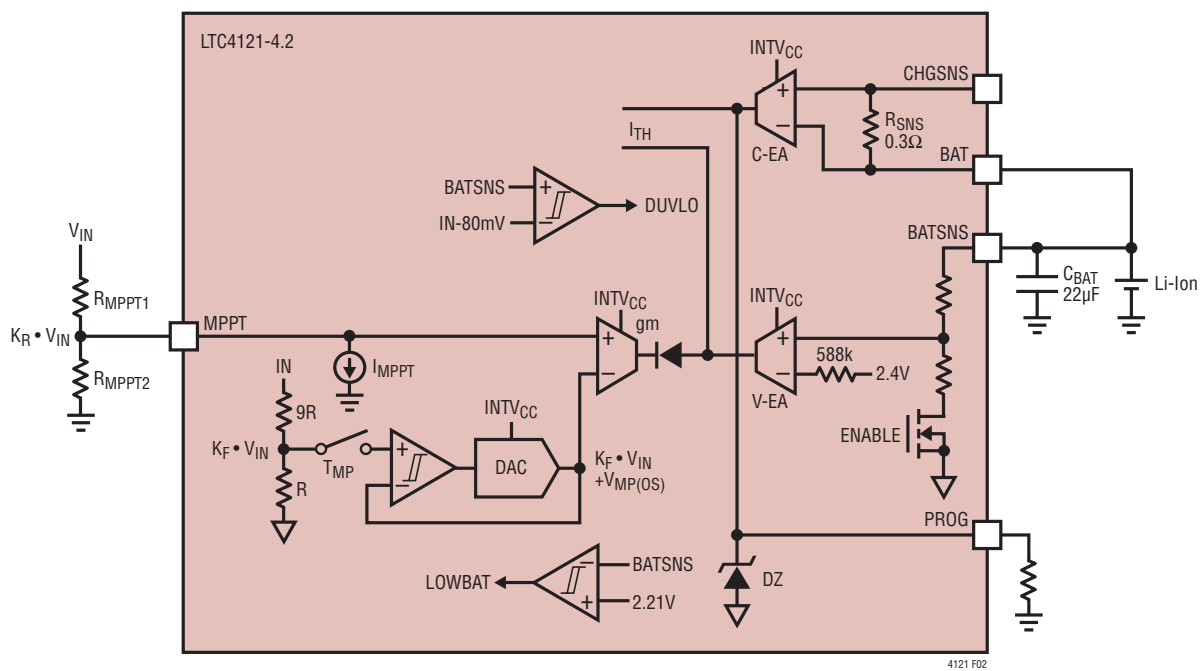 LTC4121-4.2
INTVCC
CHGSNS
+
−
RSNS
0.3Ω
C-EA
BAT
ITH
BATSNS
+
IN-80mV
−
DUVLO
BATSNS
VIN
RMPPT1
KR • VIN
RMPPT2
MPPT
IMPPT
INTVCC
gm
+
−
INTVCC
+
−
V-EA
588k
2.4V
CBAT
22µF
Li-Ion
ENABLE
IN
9R
KF • VIN
R
TMP
+
−
INTVCC
DAC
KF • VIN
+VMP(OS)
PROG
LOWBAT
−
BATSNS
+
2.21V
DZ
4121 F02